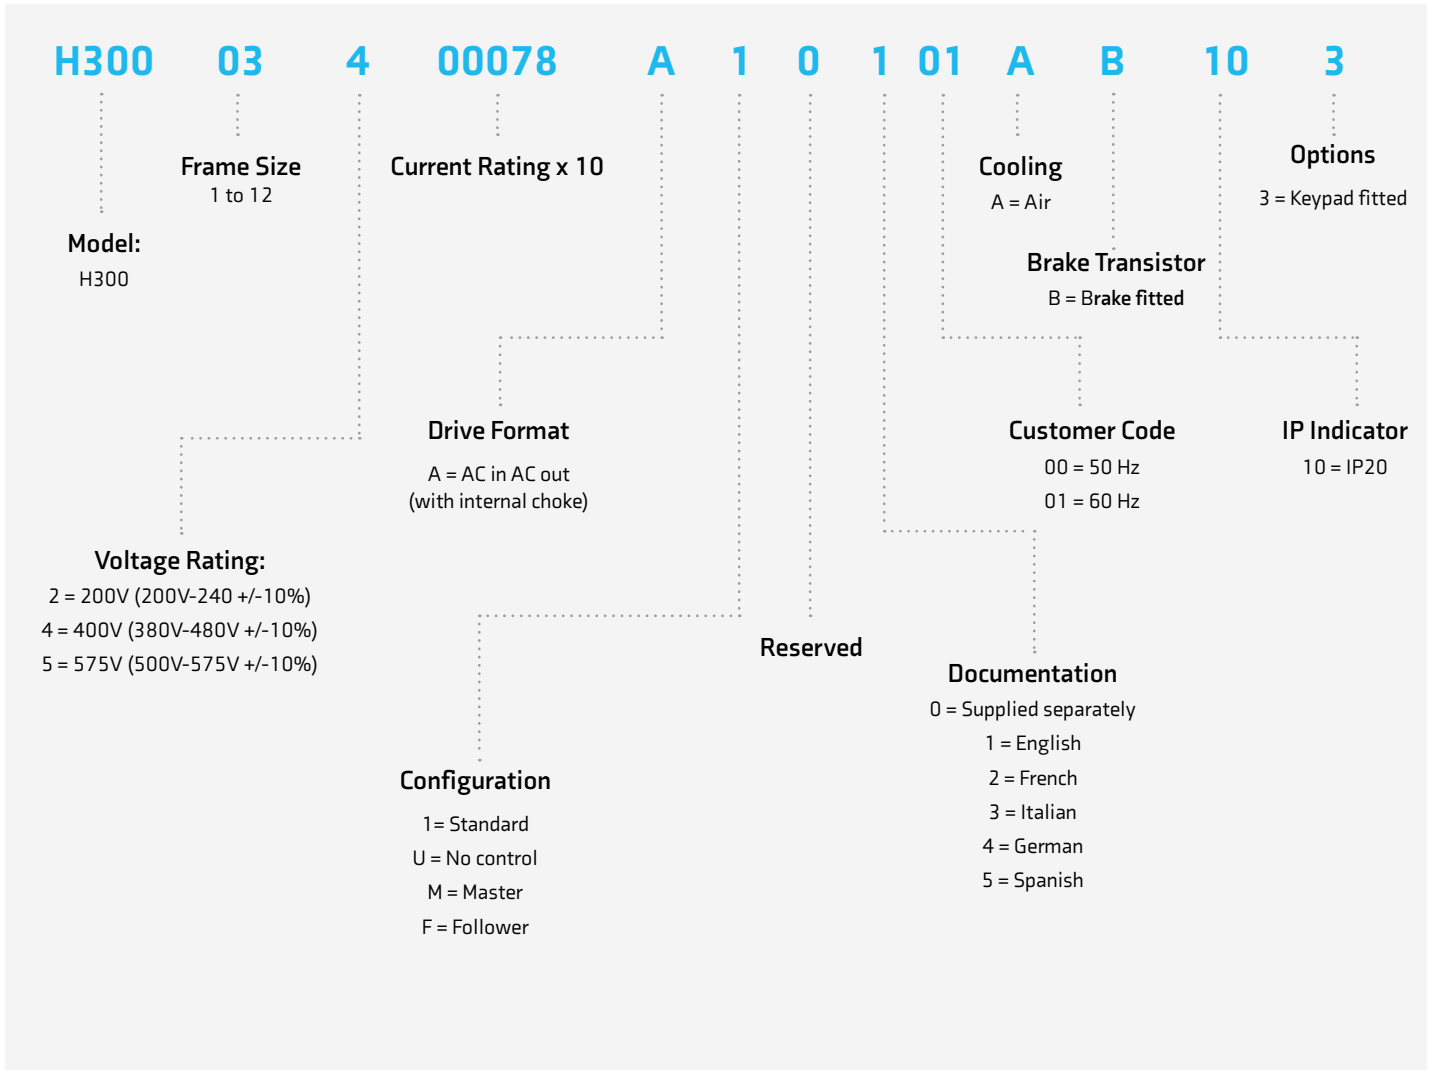 H300 03 4 00078 A 1 0 1 01 A B 10 3
Model:
H300
Frame Size
1 to 12
Voltage Rating:
2 = 200V (200V-240 +/-10%)
4 = 400V (380V-480V +/-10%)
5 = 575V (500V-575V +/-10%)
Current Rating x 10
Drive Format
A = AC in AC out
(with internal choke)
Configuration
1= Standard
U = No control
M = Master
F = Follower
Reserved
Documentation
0 = Supplied separately
1 = English
2 = French
3 = Italian
4 = German
5 = Spanish
Customer Code
00 = 50 Hz
01 = 60 Hz
Cooling
A = Air
Brake Transistor
B = Brake fitted
IP Indicator
10 = IP20
Options
3 = Keypad fitted